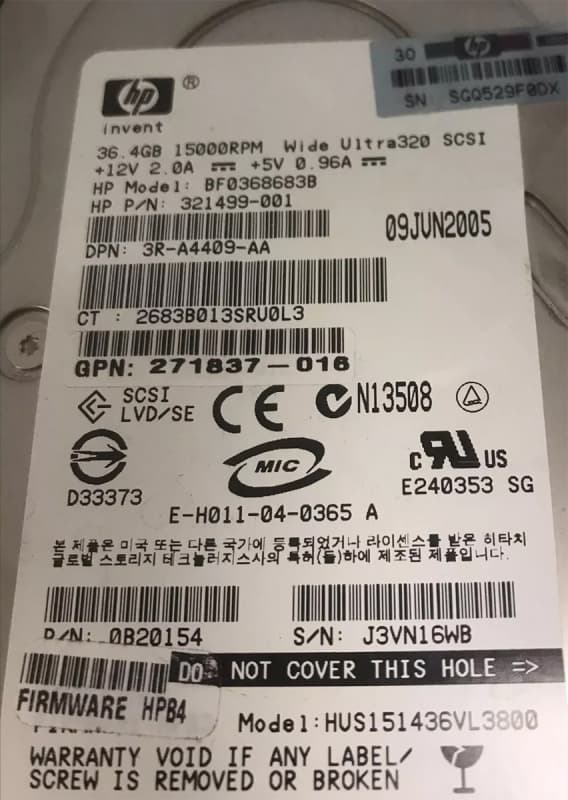 30 hp
SN SGQ529F0DX
hp ®
invent
36.4GB 15000RPM Wide Ultra320 SCSI
+12V 2.0A +5V 0.96A
HP Model: BF0368683B
HP P/N: 321499-001
09JUN2005
DPN: 3R-A4409-AA
CT : 2683B013SRU0L3
GPN: 271837-016
SCSI
LVD/SE
CE
N13508
D33373
MIC
C RU US
E240353 SG
E-H011-04-0365 A
본 제품은 미국 또는 다른 국가에 등록되었거나 라이센스를 받은 히타치
글로벌 스토리지 테크놀러지스사의 특허(들)하에 제조된 제품입니다.
P/N: 0B20154
S/N: J3VN16WB
DO NOT COVER THIS HOLE =>
FIRMWARE HPB4
Model:HUS151436VL3800
WARRANTY VOID IF ANY LABEL/
SCREW IS REMOVED OR BROKEN